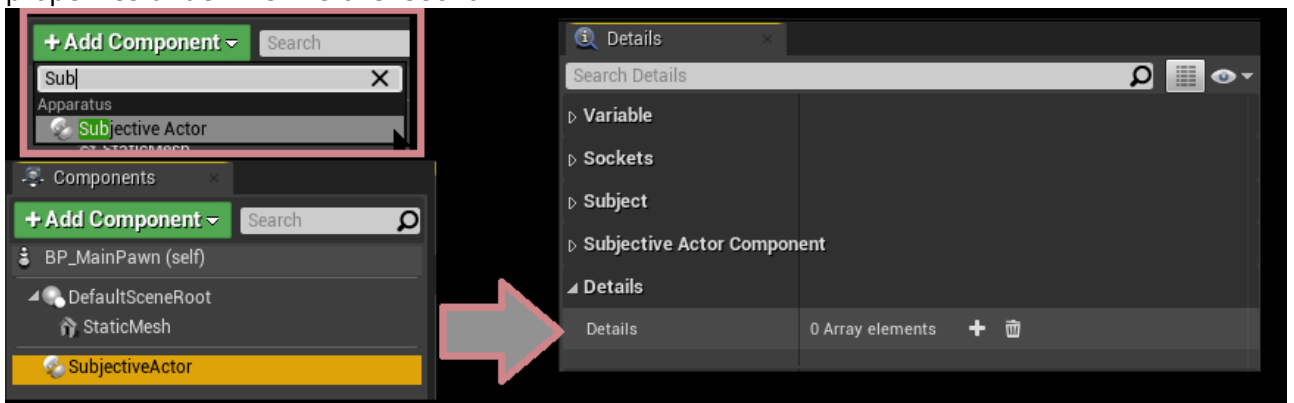 + Add Component
Search
Sub
Apparatus
Subjective Actor
StaticMesh
Components
+ Add Component
Search
BP_MainPawn (self)
DefaultSceneRoot
StaticMesh
SubjectiveActor
Details
Search Details
Variable
Sockets
Subject
Subjective Actor Component
Details
Details 0 Array elements